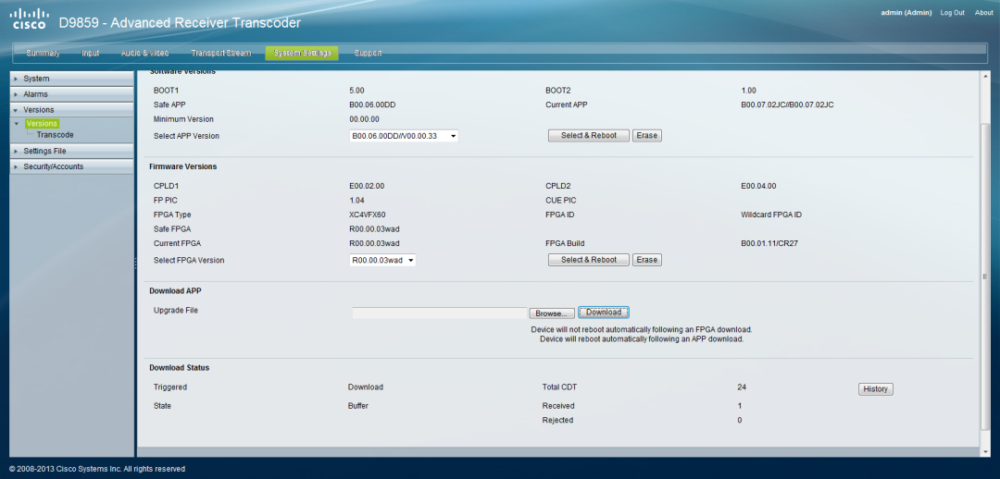 admin (Admin) Log Out About
CISCO D9859 - Advanced Receiver Transcoder
Summary Input Audio & Video Transport Stream System Settings Support
System
Alarms
Versions
Versions
Transcode
Settings File
Security/Accounts
Software Versions
BOOT1 5.00 BOOT2 1.00
Safe APP B00.06.00DD Current APP B00.07.02JC//B00.07.02JC
Minimum Version 00.00.00
Select APP Version B00.06.00DD//V00.00.33 Select & Reboot Erase
Firmware Versions
CPLD1 E00.02.00 CPLD2 E00.04.00
FP PIC 1.04 CUE PIC
FPGA Type XC4VFX60 FPGA ID Wildcard FPGA ID
Safe FPGA R00.00.03wad
Current FPGA R00.00.03wad FPGA Build B00.01.11/CR27
Select FPGA Version R00.00.03wad Select & Reboot Erase
Download APP
Upgrade File Browse... Download
Device will not reboot automatically following an FPGA download.
Device will reboot automatically following an APP download.
Download Status
Triggered Download Total CDT 24 History
State Buffer Received 1
Rejected 0
© 2008-2013 Cisco Systems Inc. All rights reserved